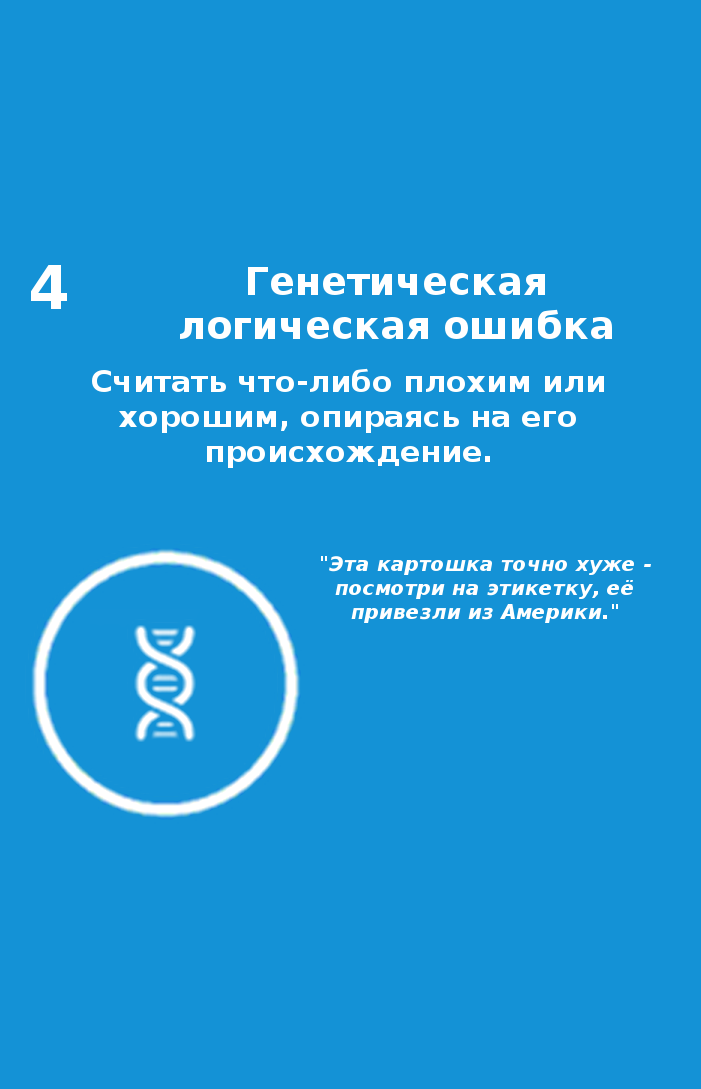 4
Генетическая
логическая ошибка
Считать что-либо плохим или
хорошим, опираясь на его
происхождение.
"Эта картошка точно хуже -
посмотри на этикетку, её
привезли из Америки."